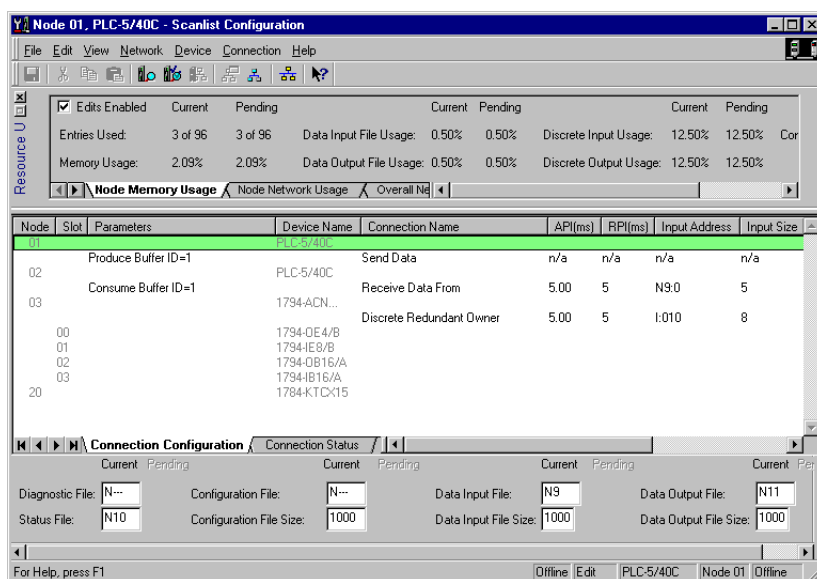 Node 01, PLC-5/40C - Scanlist Configuration
File Edit View Network Device Connection Help
Edits Enabled Current Pending Current Pending Current Pending
Entries Used: 3 of 96 3 of 96 Data Input File Usage: 0.50% 0.50% Discrete Input Usage: 12.50% 12.50% Cor
Memory Usage: 2.09% 2.09% Data Output File Usage: 0.50% 0.50% Discrete Output Usage: 12.50% 12.50%
Resource U
Node Memory Usage Node Network Usage Overall Ne
Node Slot Parameters Device Name Connection Name API(ms) RPI(ms) Input Address Input Size
01 PLC-5/40C
Produce Buffer ID=1 Send Data n/a n/a n/a n/a
02 PLC-5/40C
Consume Buffer ID=1 Receive Data From 5.00 5 N9:0 5
03 1794-ACN...
Discrete Redundant Owner 5.00 5 I:010 8
00 1794-OE4/B
01 1794-IE8/B
02 1794-OB16/A
03 1794-IB16/A
20 1784-KTCX15
Connection Configuration Connection Status
Current Pending Current Pending Current Pending Current Per
Diagnostic File: N--- Configuration File: N--- Data Input File: N9 Data Output File: N11
Status File: N10 Configuration File Size: 1000 Data Input File Size: 1000 Data Output File Size: 1000
For Help, press F1 Offline Edit PLC-5/40C Node 01 Offline